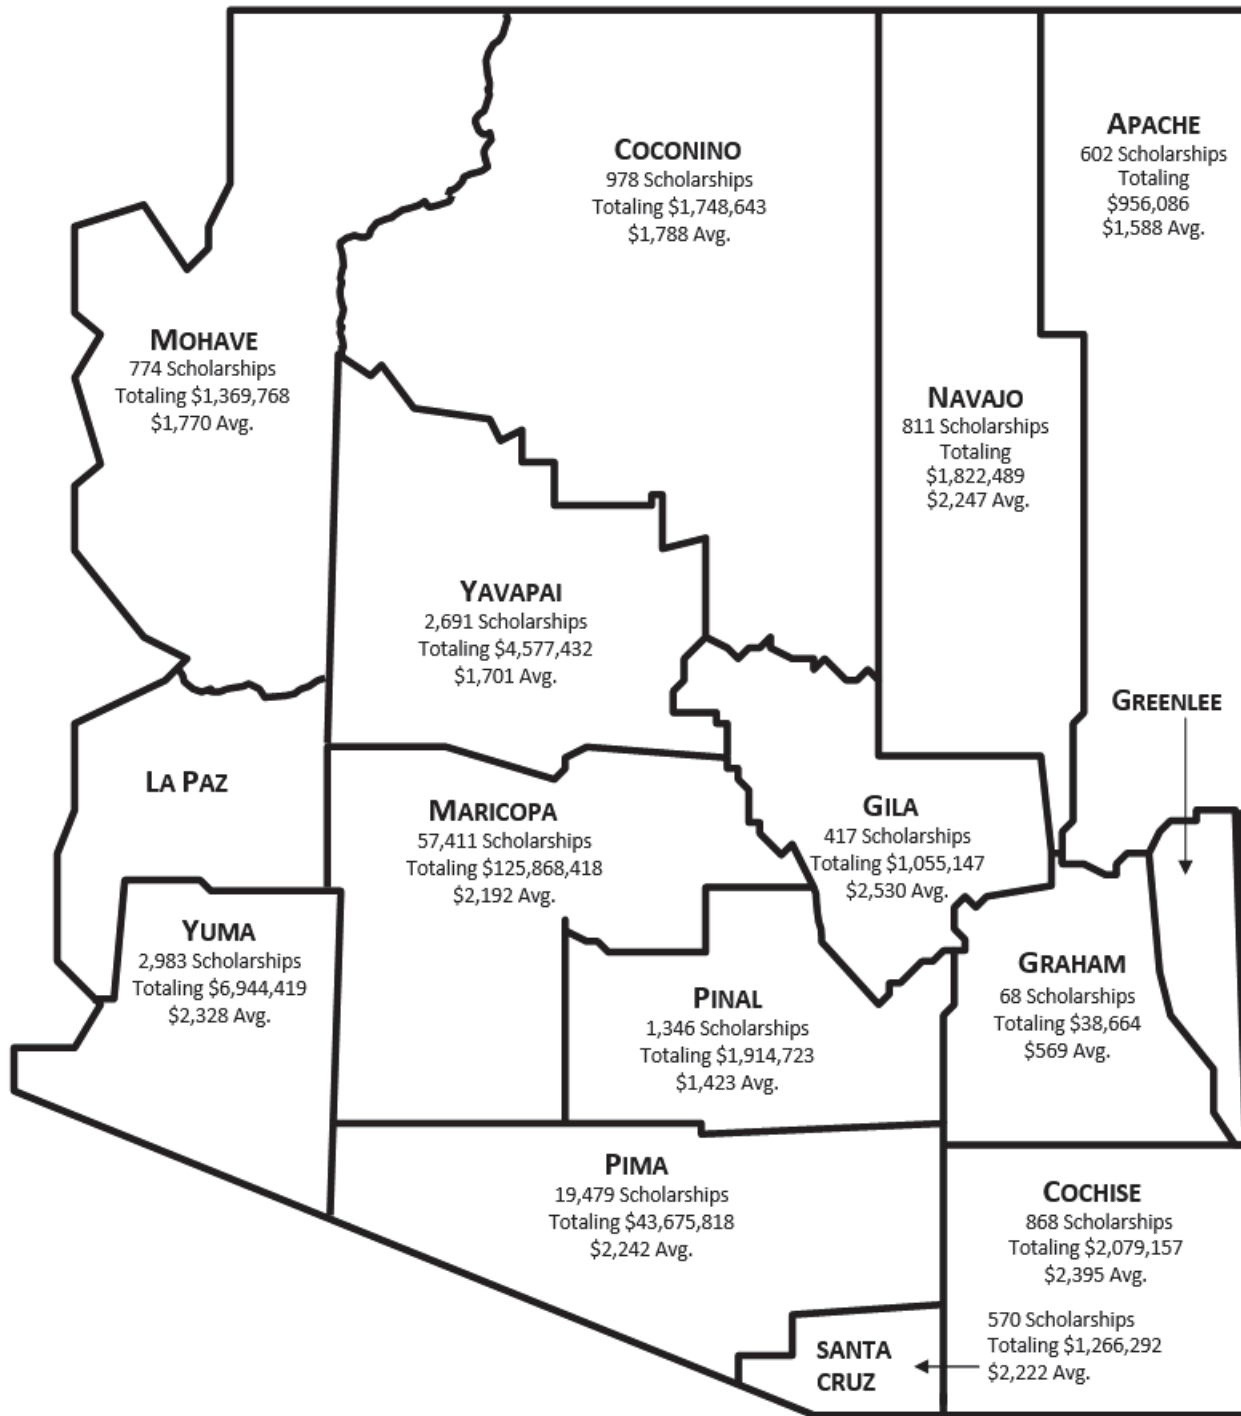 APACHE
602 Scholarships
Totaling
$956,086
$1,588 Avg.
COCONINO
978 Scholarships
Totaling $1,748,643
$1,788 Avg.
MOHAVE
774 Scholarships
Totaling $1,369,768
$1,770 Avg.
NAVAJO
811 Scholarships
Totaling
$1,822,489
$2,247 Avg.
YAVAPAI
2,691 Scholarships
Totaling $4,577,432
$1,701 Avg.
GREENLEE
LA PAZ
MARICOPA
57,411 Scholarships
Totaling $125,868,418
$2,192 Avg.
GILA
417 Scholarships
Totaling $1,055,147
$2,530 Avg.
YUMA
2,983 Scholarships
Totaling $6,944,419
$2,328 Avg.
GRAHAM
68 Scholarships
Totaling $38,664
$569 Avg.
PINAL
1,346 Scholarships
Totaling $1,914,723
$1,423 Avg.
PIMA
19,479 Scholarships
Totaling $43,675,818
$2,242 Avg.
COCHISE
868 Scholarships
Totaling $2,079,157
$2,395 Avg.
570 Scholarships
Totaling $1,266,292
$2,222 Avg.
SANTA
CRUZ